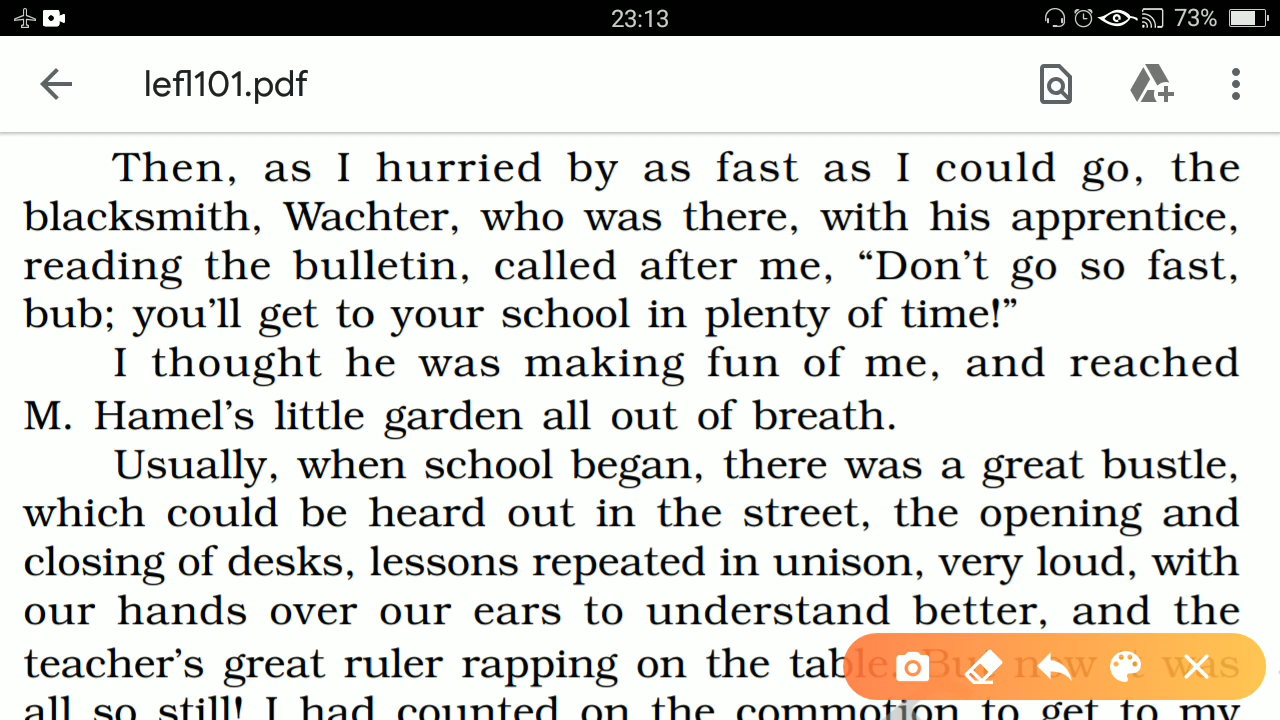 23:13
73%
lefl101.pdf
Then, as I hurried by as fast as I could go, the
blacksmith, Wachter, who was there, with his apprentice,
reading the bulletin, called after me, “Don’t go so fast,
bub; you’ll get to your school in plenty of time!”
I thought he was making fun of me, and reached
M. Hamel’s little garden all out of breath.
Usually, when school began, there was a great bustle,
which could be heard out in the street, the opening and
closing of desks, lessons repeated in unison, very loud, with
our hands over our ears to understand better, and the
teacher’s great ruler rapping on the table. But now it was
all so still! I had counted on the commotion to get to my